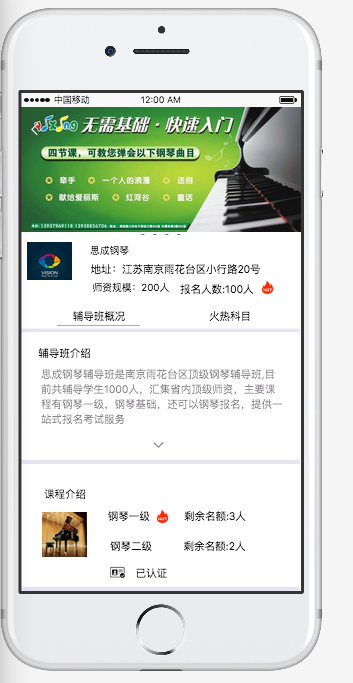 中国移动 12:00 AM
无需基础·快速入门
四节课，可教您弹会以下钢琴曲目
牵手 一个人的浪漫 送别
献给爱丽斯 红河谷 童话
VISION
思成钢琴
地址：江苏南京雨花台区小行路20号
师资规模：200人 报名人数:100人 HOT
辅导班概况 火热科目
辅导班介绍
思成钢琴辅导班是南京雨花台区顶级钢琴辅导班,目
前共辅导学生1000人，汇集省内顶级师资，主要课
程有钢琴一级，钢琴基础，还可以钢琴报名，提供一
站式报名考试服务
课程介绍
钢琴一级 HOT 剩余名额:3人
钢琴二级 剩余名额:2人
已认证